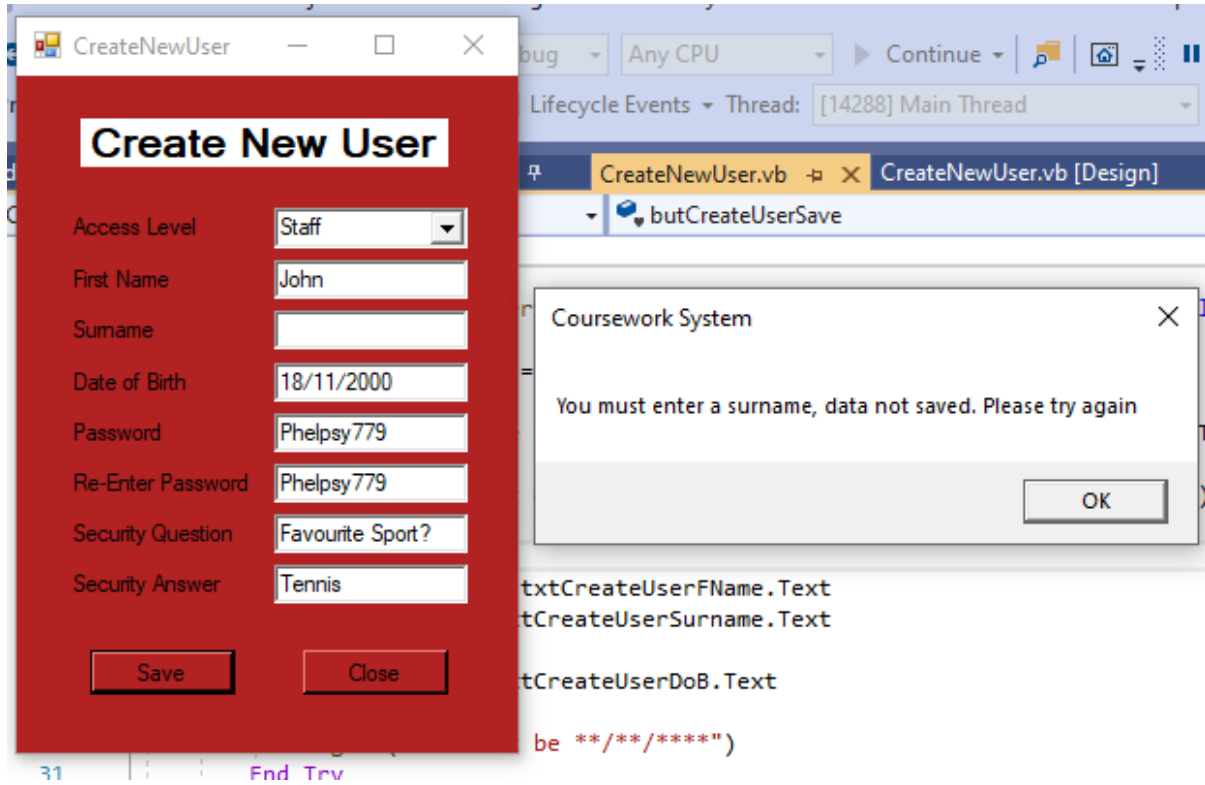 CreateNewUser
Any CPU
Continue
Lifecycle Events Thread: [14288] Main Thread
CreateNewUser.vb
CreateNewUser.vb [Design]
butCreateUserSave
Create New User
Access Level Staff
First Name John
Surname
Date of Birth 18/11/2000
Password Phelpsy779
Re-Enter Password Phelpsy779
Security Question Favourite Sport?
Security Answer Tennis
Save Close
Coursework System
You must enter a surname, data not saved. Please try again
OK
txtCreateUserFName.Text
tCreateUserSurname.Text
tCreateUserDoB.Text
be **/**/****")
31 End Try